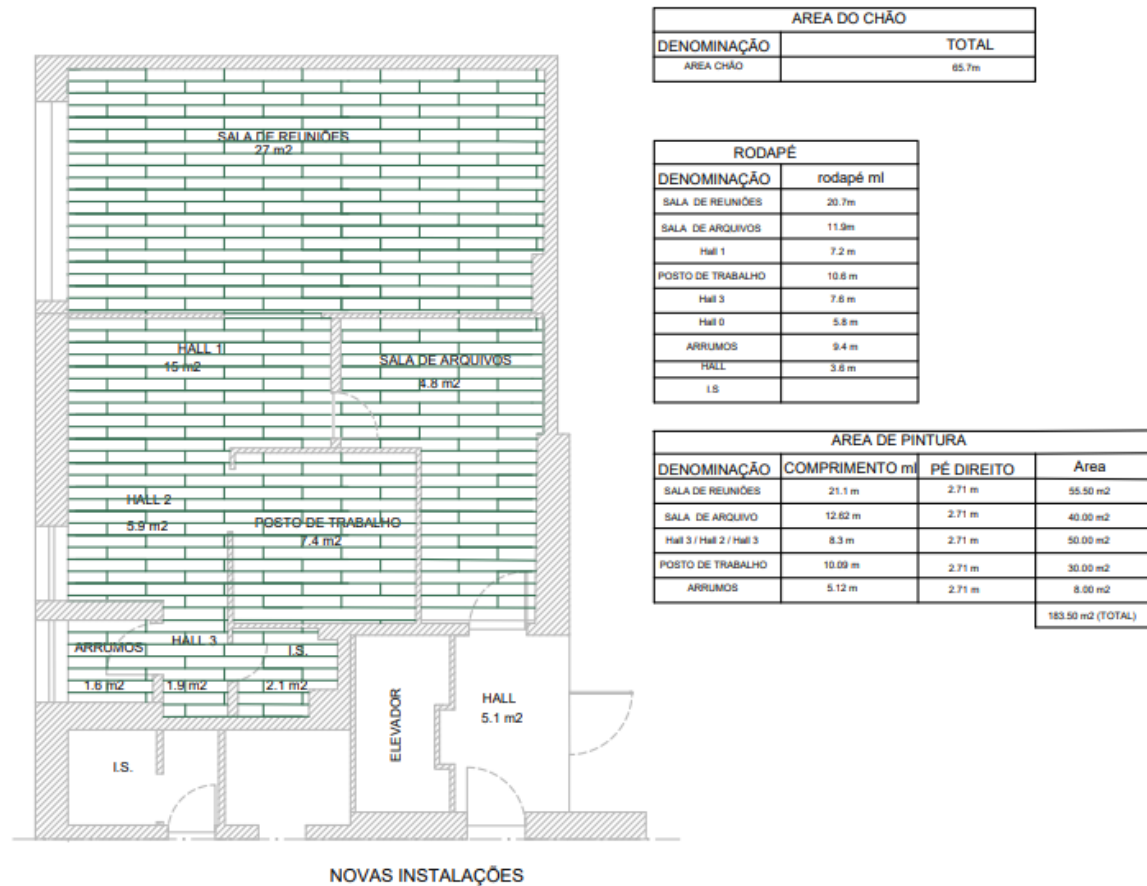 AREA DO CHÃO
DENOMINAÇÃO TOTAL
AREA CHÃO 65.7m
SALA DE REUNIÕES
27 m2
RODAPÉ
DENOMINAÇÃO rodapé ml
SALA DE REUNIÕES 20.7m
SALA DE ARQUIVOS 11.9m
Hall 1 7.2 m
POSTO DE TRABALHO 10.6 m
Hall 3 7.6 m
Hall 0 5.8 m
ARRUMOS 9.4 m
HALL 3.6 m
I.S
HALL 1
15 m2
SALA DE ARQUIVOS
4.8 m2
AREA DE PINTURA
DENOMINAÇÃO COMPRIMENTO ml PÉ DIREITO Area
SALA DE REUNIÕES 21.1 m 2.71 m 55.50 m2
SALA DE ARQUIVO 12.62 m 2.71 m 40.00 m2
Hall 3 / Hall 2 / Hall 3 8.3 m 2.71 m 50.00 m2
POSTO DE TRABALHO 10.09 m 2.71 m 30.00 m2
ARRUMOS 5.12 m 2.71 m 8.00 m2
183.50 m2 (TOTAL)
HALL 2
5.9 m2
POSTO DE TRABALHO
7.4 m2
ARRUMOS
1.6 m2
HALL 3
1.9 m2
I.S.
2.1 m2
ELEVADOR
HALL
5.1 m2
I.S.
NOVAS INSTALAÇÕES